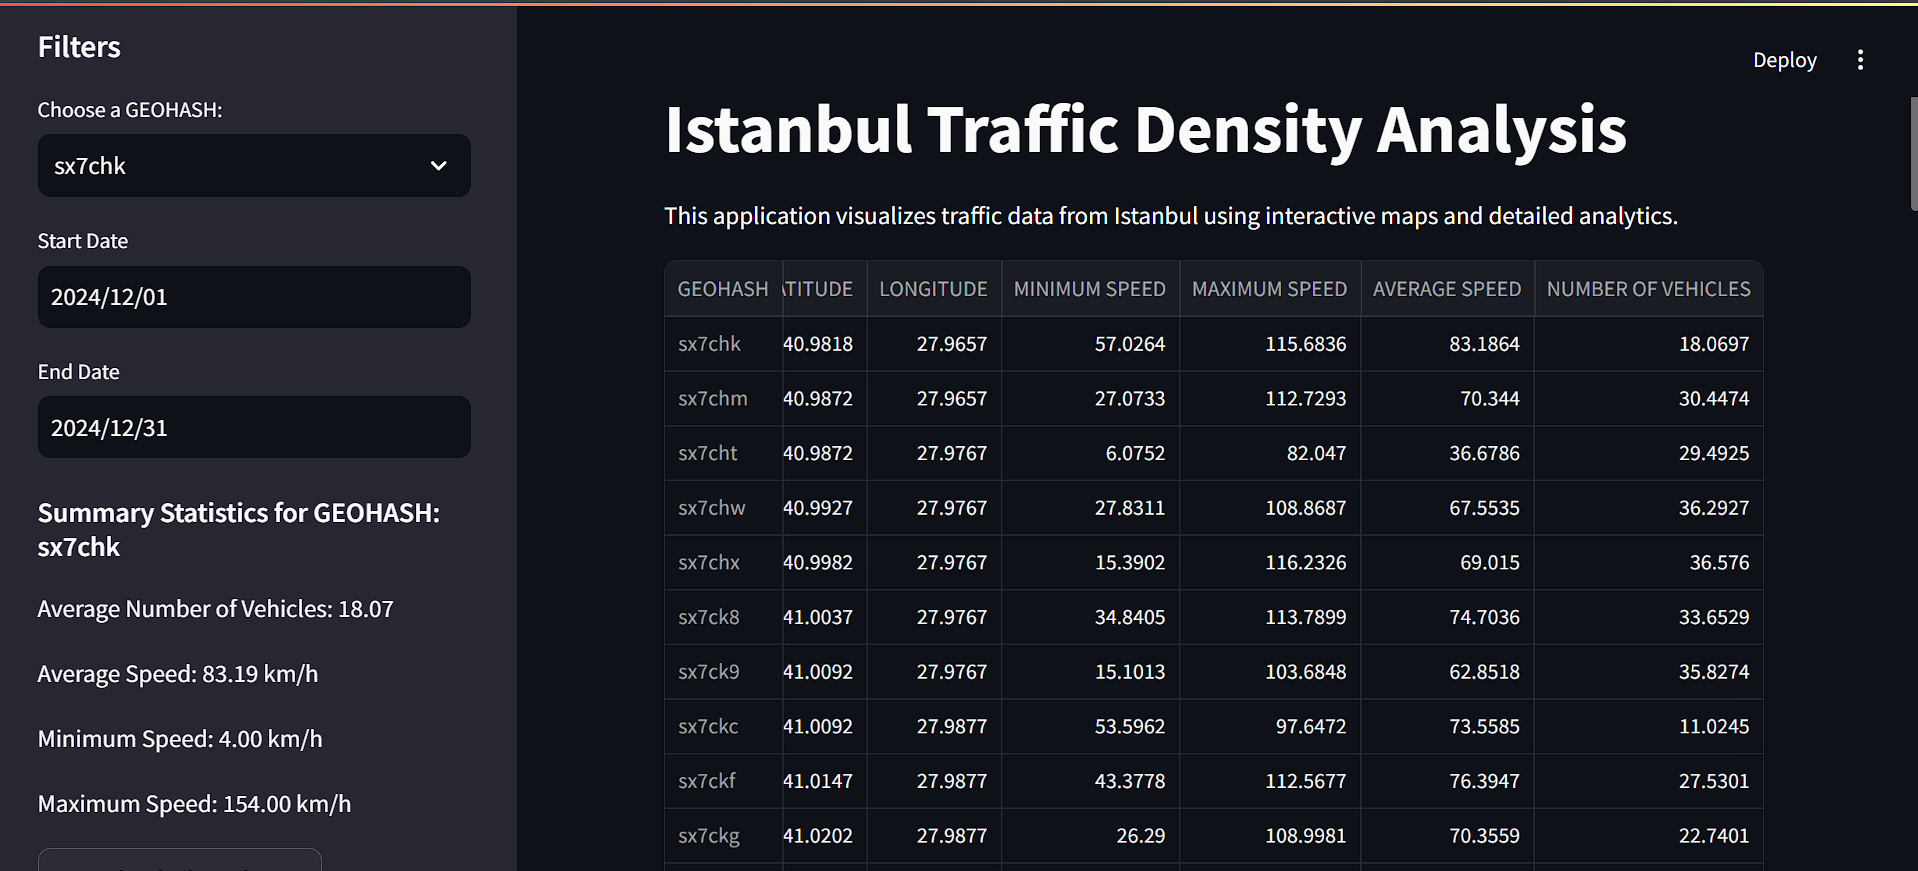 Filters
Choose a GEOHASH:
sx7chk
Start Date
2024/12/01
End Date
2024/12/31
Summary Statistics for GEOHASH:
sx7chk
Average Number of Vehicles: 18.07
Average Speed: 83.19 km/h
Minimum Speed: 4.00 km/h
Maximum Speed: 154.00 km/h
Deploy
Istanbul Traffic Density Analysis
This application visualizes traffic data from Istanbul using interactive maps and detailed analytics.
GEOHASH ATITUDE LONGITUDE MINIMUM SPEED MAXIMUM SPEED AVERAGE SPEED NUMBER OF VEHICLES
sx7chk 40.9818 27.9657 57.0264 115.6836 83.1864 18.0697
sx7chm 40.9872 27.9657 27.0733 112.7293 70.344 30.4474
sx7cht 40.9872 27.9767 6.0752 82.047 36.6786 29.4925
sx7chw 40.9927 27.9767 27.8311 108.8687 67.5535 36.2927
sx7chx 40.9982 27.9767 15.3902 116.2326 69.015 36.576
sx7ck8 41.0037 27.9767 34.8405 113.7899 74.7036 33.6529
sx7ck9 41.0092 27.9767 15.1013 103.6848 62.8518 35.8274
sx7ckc 41.0092 27.9877 53.5962 97.6472 73.5585 11.0245
sx7ckf 41.0147 27.9877 43.3778 112.5677 76.3947 27.5301
sx7ckg 41.0202 27.9877 26.29 108.9981 70.3559 22.7401